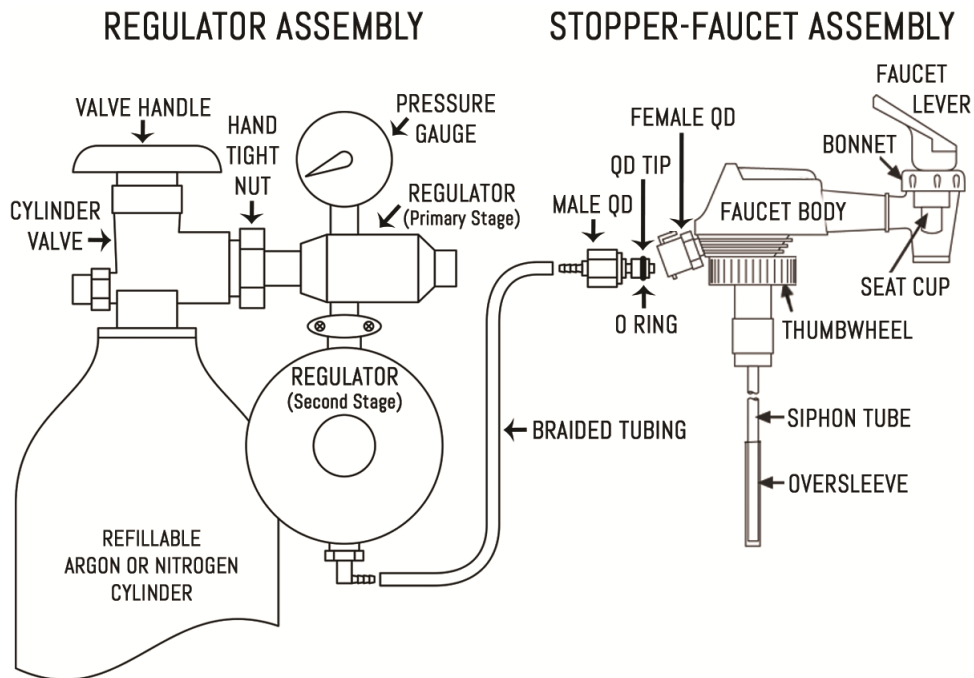 REGULATOR ASSEMBLY
STOPPER-FAUCET ASSEMBLY
VALVE HANDLE
HAND
TIGHT
NUT
PRESSURE
GAUGE
REGULATOR
(Primary Stage)
CYLINDER
VALVE
REGULATOR
(Second Stage)
REFILLABLE
ARGON OR NITROGEN
CYLINDER
BRAIDED TUBING
MALE QD
QD TIP
FEMALE QD
O RING
FAUCET BODY
FAUCET
LEVER
BONNET
SEAT CUP
THUMBWHEEL
SIPHON TUBE
OVERSLEEVE